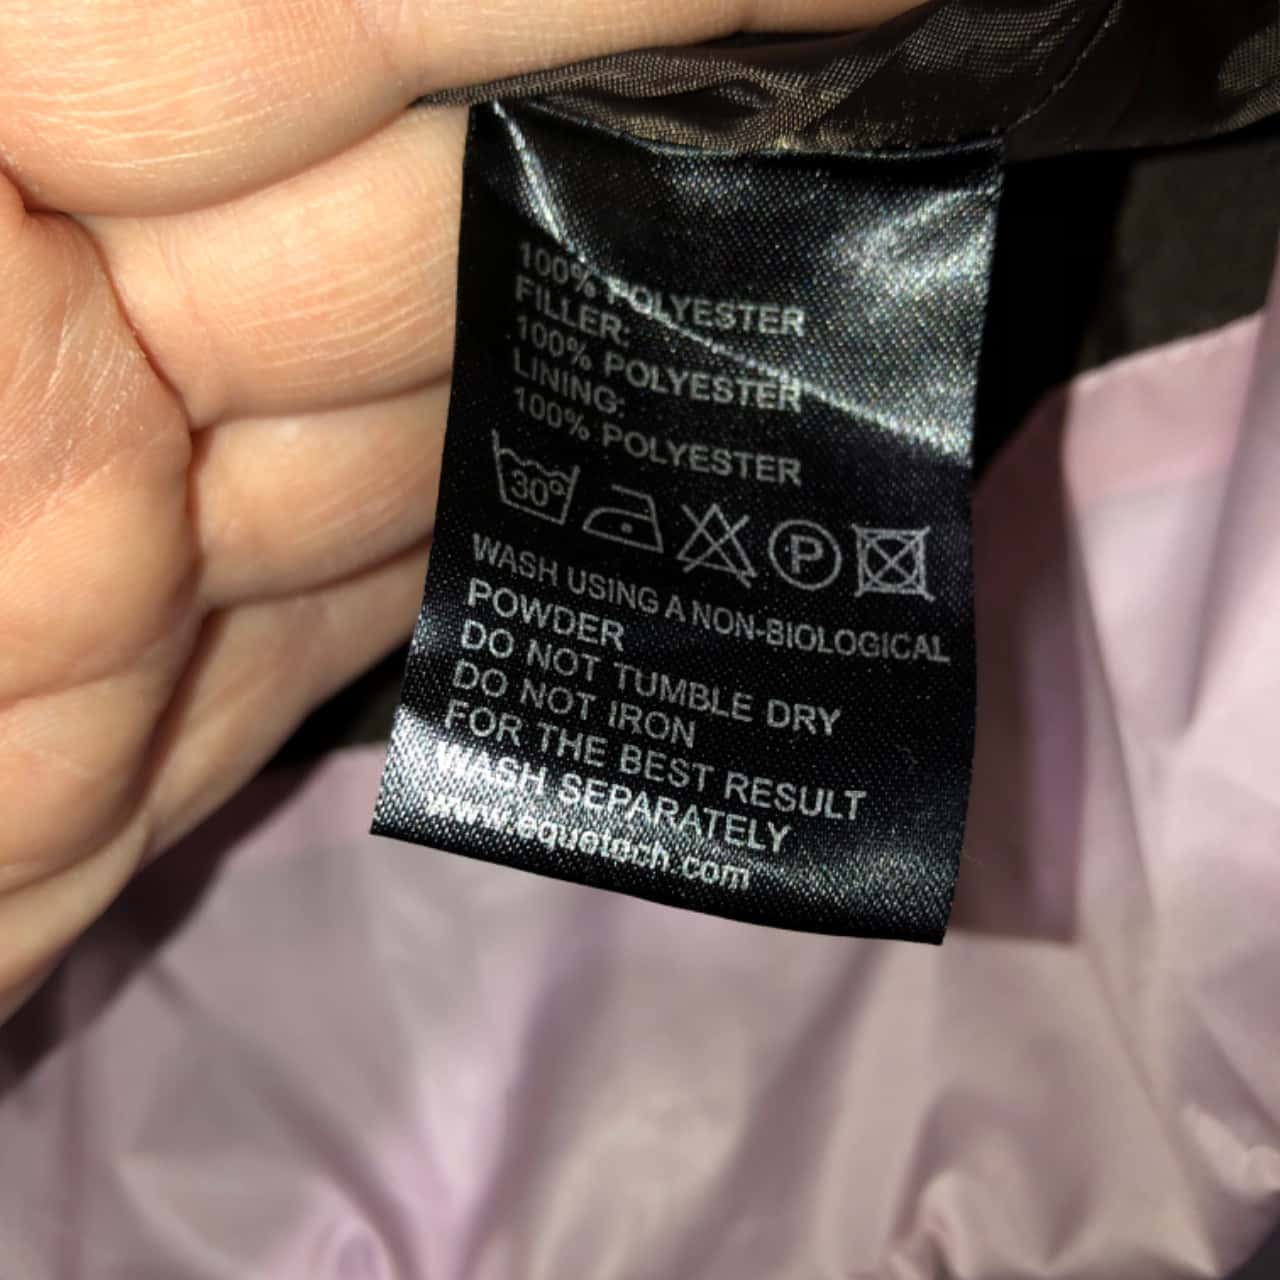 100% POLYESTER
FILLER:
100% POLYESTER
LINING:
100% POLYESTER
30° P
WASH USING A NON-BIOLOGICAL
POWDER
DO NOT TUMBLE DRY
DO NOT IRON
FOR THE BEST RESULT
WASH SEPARATELY
www.equetech.com